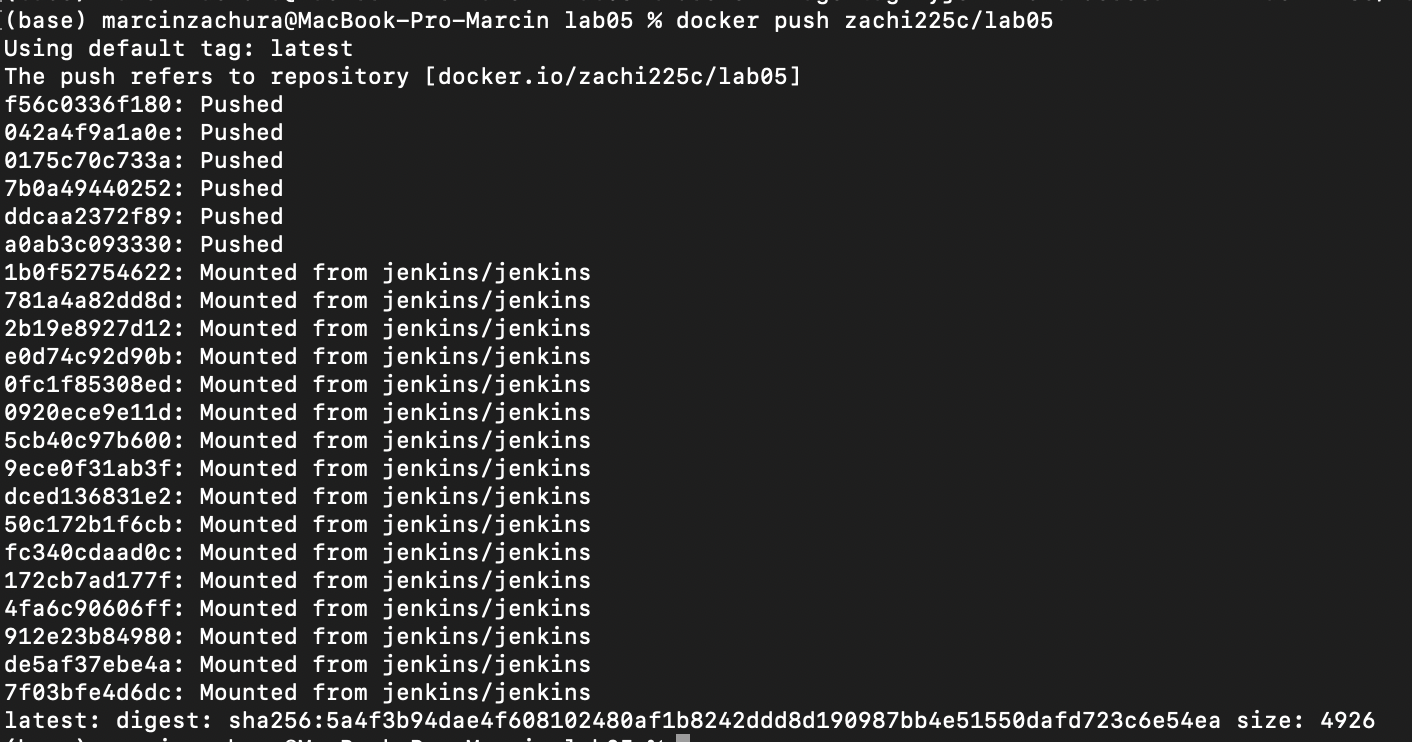 (base) marcinzachura@MacBook-Pro-Marcin lab05 % docker push zachi225c/lab05
Using default tag: latest
The push refers to repository [docker.io/zachi225c/lab05]
f56c0336f180: Pushed
042a4f9a1a0e: Pushed
0175c70c733a: Pushed
7b0a49440252: Pushed
ddcaa2372f89: Pushed
a0ab3c093330: Pushed
1b0f52754622: Mounted from jenkins/jenkins
781a4a82dd8d: Mounted from jenkins/jenkins
2b19e8927d12: Mounted from jenkins/jenkins
e0d74c92d90b: Mounted from jenkins/jenkins
0fc1f85308ed: Mounted from jenkins/jenkins
0920ece9e11d: Mounted from jenkins/jenkins
5cb40c97b600: Mounted from jenkins/jenkins
9ece0f31ab3f: Mounted from jenkins/jenkins
dced136831e2: Mounted from jenkins/jenkins
50c172b1f6cb: Mounted from jenkins/jenkins
fc340cdaad0c: Mounted from jenkins/jenkins
172cb7ad177f: Mounted from jenkins/jenkins
4fa6c90606ff: Mounted from jenkins/jenkins
912e23b84980: Mounted from jenkins/jenkins
de5af37ebe4a: Mounted from jenkins/jenkins
7f03bfe4d6dc: Mounted from jenkins/jenkins
latest: digest: sha256:5a4f3b94dae4f608102480af1b8242ddd8d190987bb4e51550dafd723c6e54ea size: 4926